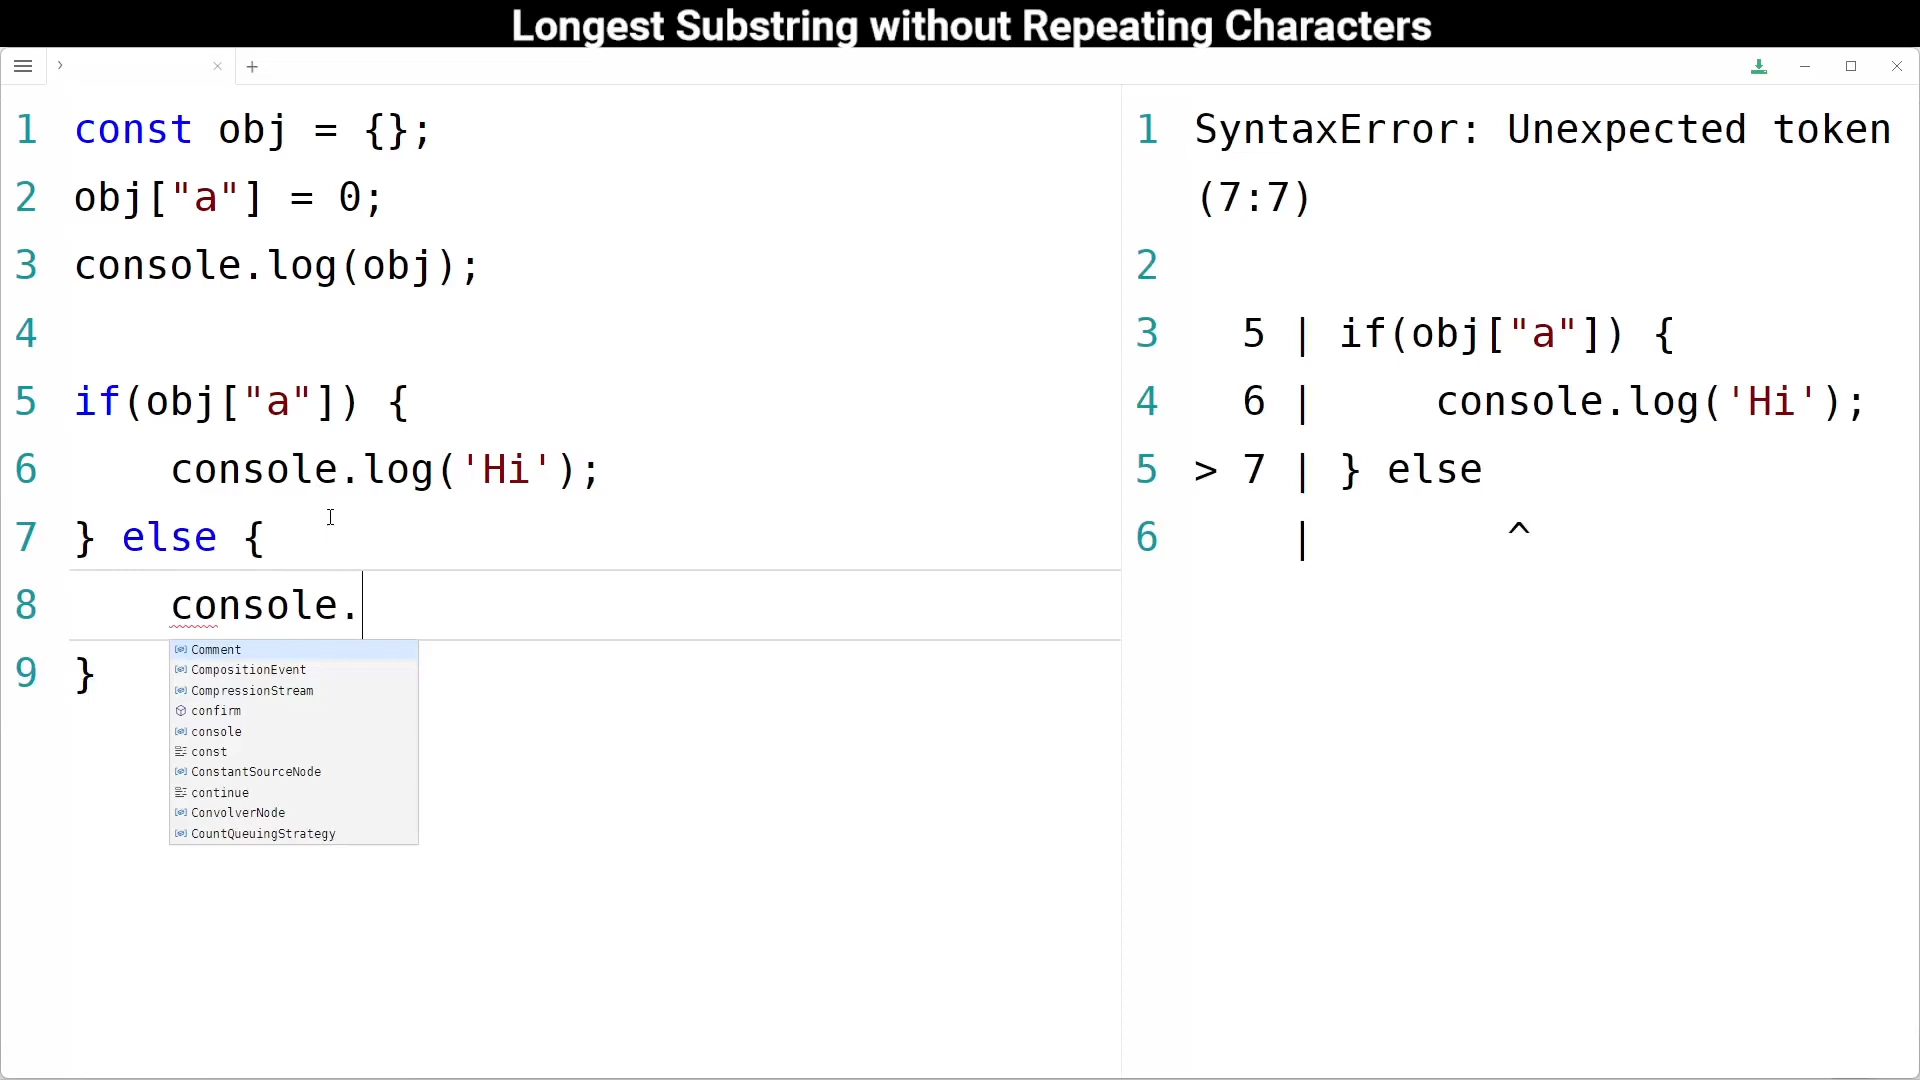 Longest Substring without Repeating Characters
1 const obj = {};
2 obj["a"] = 0;
3 console.log(obj);
4
5 if(obj["a"]) {
6     console.log('Hi');
7 } else {
8     console.
9 }
Comment
CompositionEvent
CompressionStream
confirm
console
const
ConstantSourceNode
continue
ConvolverNode
CountQueuingStrategy
1 SyntaxError: Unexpected token
(7:7)
2
3   5 | if(obj["a"]) {
4   6 |     console.log('Hi');
5 > 7 | } else
6     |        ^